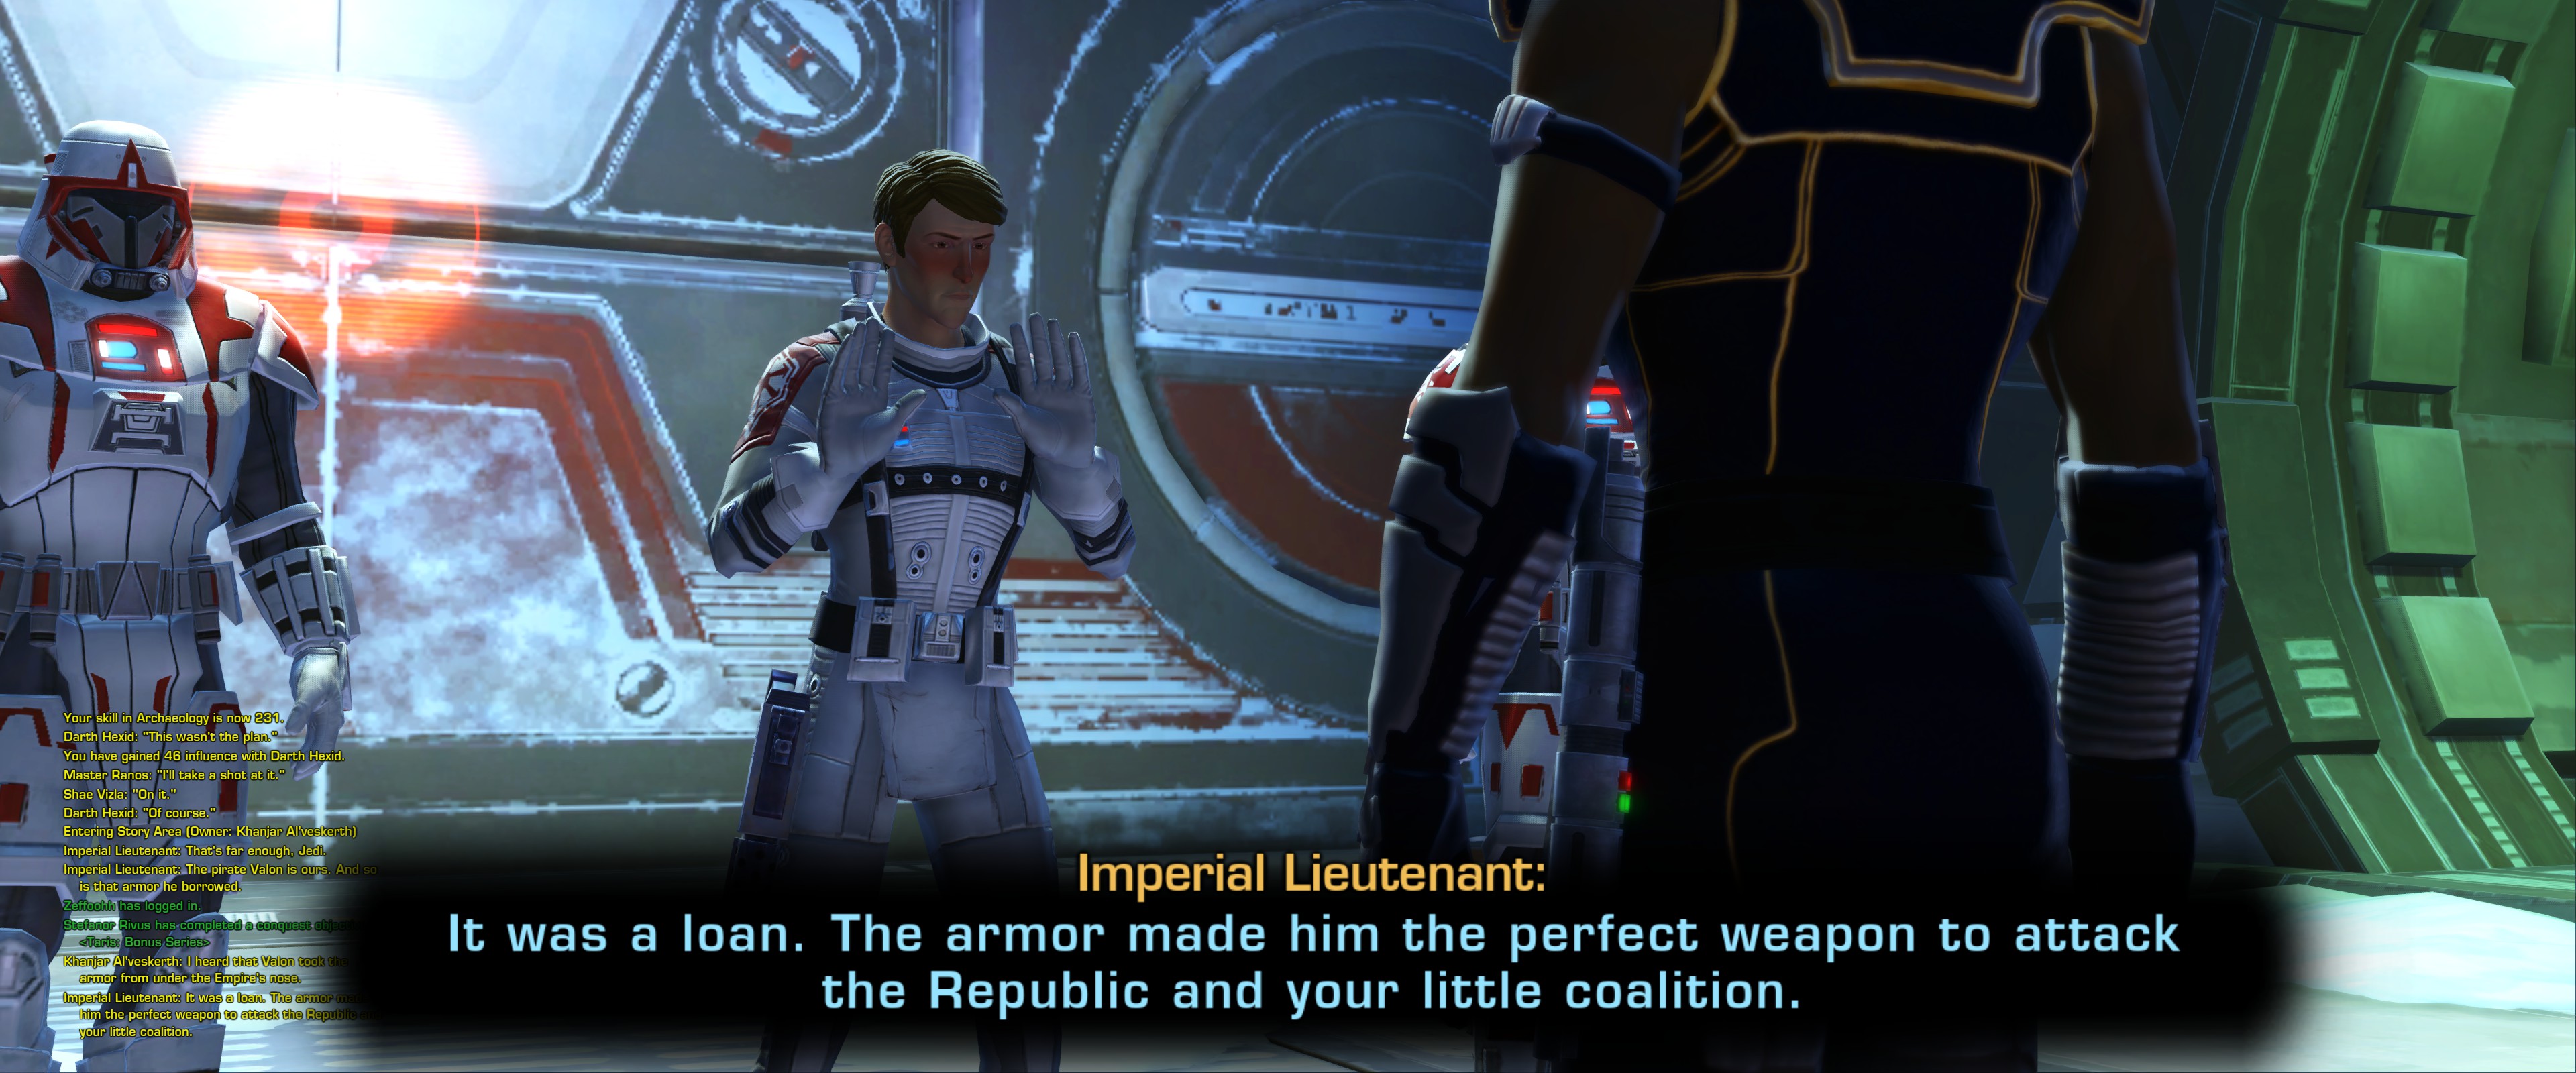 Your skill in Archaeology is now 231.
Darth Hexid: "This wasn't the plan."
You have gained 46 influence with Darth Hexid.
Master Ranos: "I'll take a shot at it."
Shae Vizla: "On it."
Darth Hexid: "Of course."
Entering Story Area (Owner: Khanjar Al'veskerth)
Imperial Lieutenant: That's far enough, Jedi.
Imperial Lieutenant: The pirate Valon is ours. And so
is that armor he borrowed.
Zeffoohh has logged in.
Stefanor Rivus has completed a conquest
<Taris: Bonus Series>
Khanjar Al'veskerth: I heard that Valon took the
armor from under the Empire's nose.
Imperial Lieutenant: It was a loan. The armor made
him the perfect weapon to attack the Republic and
your little coalition.
Imperial Lieutenant:
It was a loan. The armor made him the perfect weapon to attack
the Republic and your little coalition.